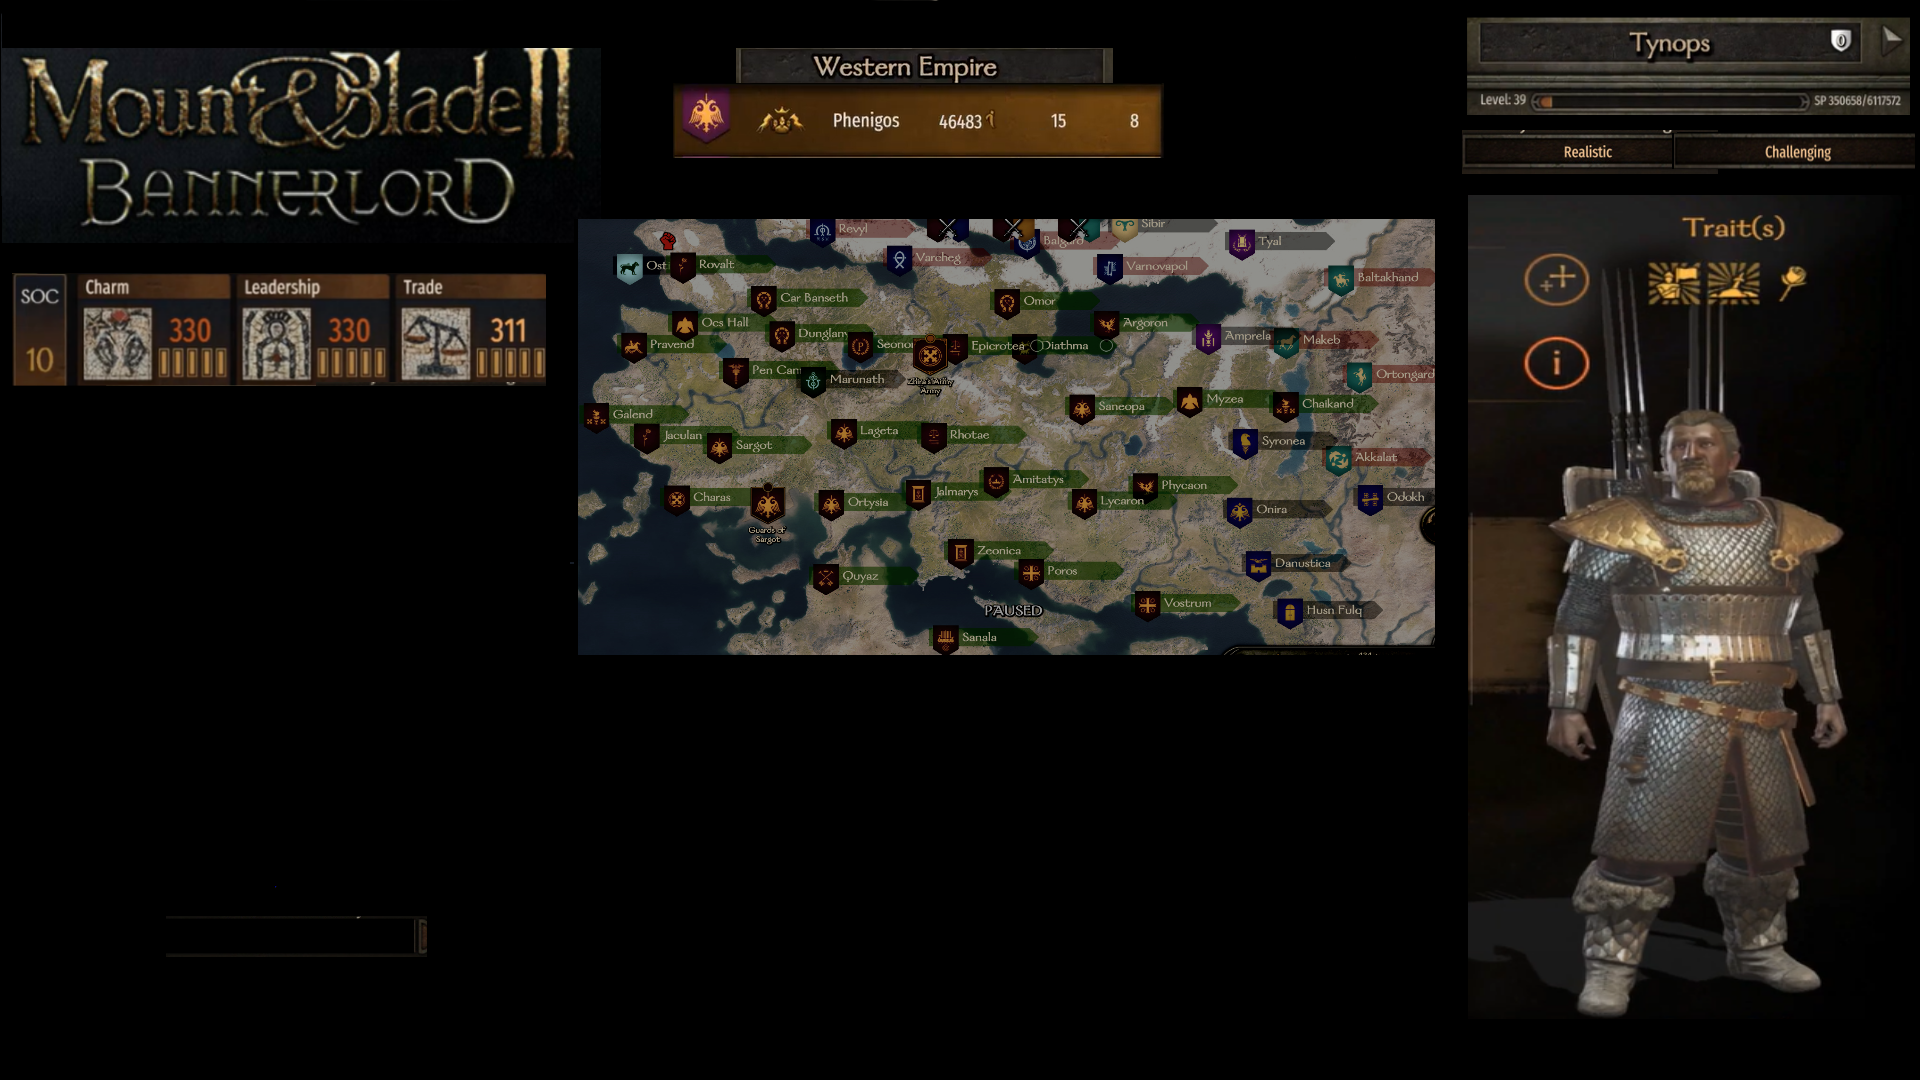 Mount & Blade II
BANNERLORD
Western Empire
Phenigos 46483 15 8
Tynops 0
Level: 39 SP 350658/6117572
Realistic Challenging
Trait(s)
SOC 10
Charm 330
Leadership 330
Trade 311
Revyl
Sibir
Balgard
Tyal
Ost
Rovalt
Varcheg
Varnovapol
Baltakhand
Car Banseth
Omor
Ocs Hall
Dunglanys
Argoron
Amprela
Makeb
Pravend
Seonon
Epicrotea
Diathma
Pen Can
Marunath
Army
Ortongard
Galend
Saneopa
Myzea
Chaikand
Jaculan
Sargot
Lageta
Rhotae
Syronea
Akkalat
Charas
Guards of
Sargot
Ortysia
Jalmarys
Amitatys
Lycaron
Phycaon
Onira
Odokh
Quyaz
Zeonica
Poros
Danustica
PAUSED
Vostrum
Husn Fulq
Sanala